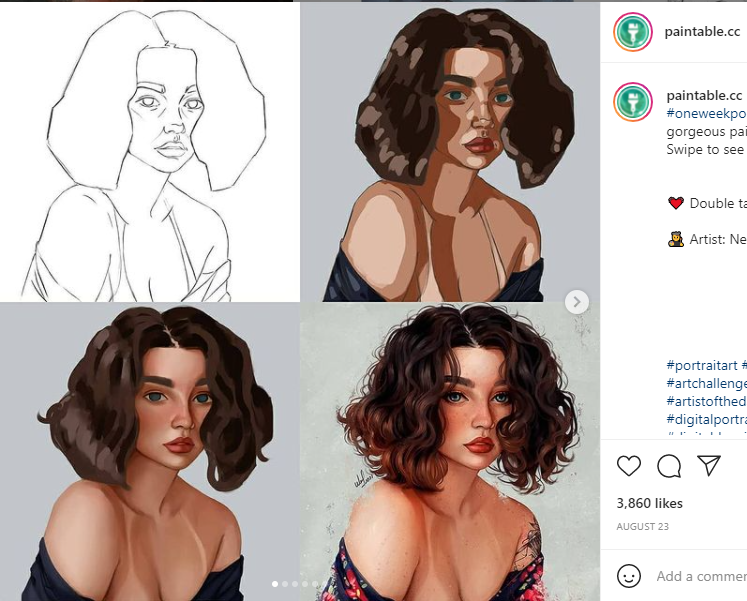 paintable.cc
paintable.cc
#oneweekpo
gorgeous pai
Swipe to see
Double ta
Artist: Ne
#portraitart #
#artchallenge
#artistofthed
#digitalportra
3,860 likes
AUGUST 23
Add a commen